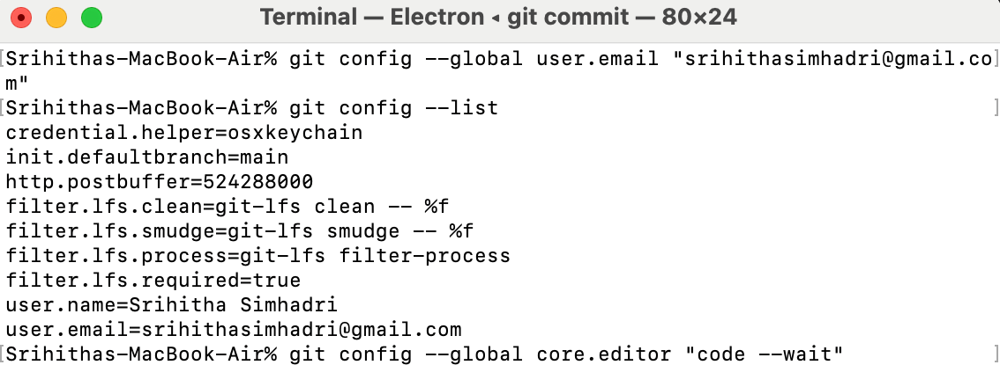 Terminal — Electron ◂ git commit — 80×24
[Srihithas-MacBook-Air% git config --global user.email "srihithasimhadri@gmail.co]
m"
[Srihithas-MacBook-Air% git config --list ]
credential.helper=osxkeychain
init.defaultbranch=main
http.postbuffer=524288000
filter.lfs.clean=git-lfs clean -- %f
filter.lfs.smudge=git-lfs smudge -- %f
filter.lfs.process=git-lfs filter-process
filter.lfs.required=true
user.name=Srihitha Simhadri
user.email=srihithasimhadri@gmail.com
[Srihithas-MacBook-Air% git config --global core.editor "code --wait" ]